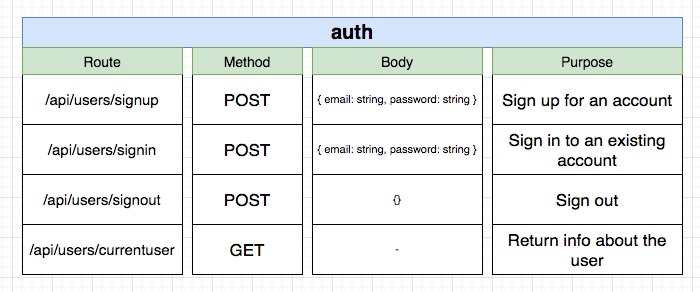 auth
Route Method Body Purpose
/api/users/signup POST { email: string, password: string } Sign up for an account
/api/users/signin POST { email: string, password: string } Sign in to an existing
account
/api/users/signout POST {} Sign out
/api/users/currentuser GET - Return info about the
user